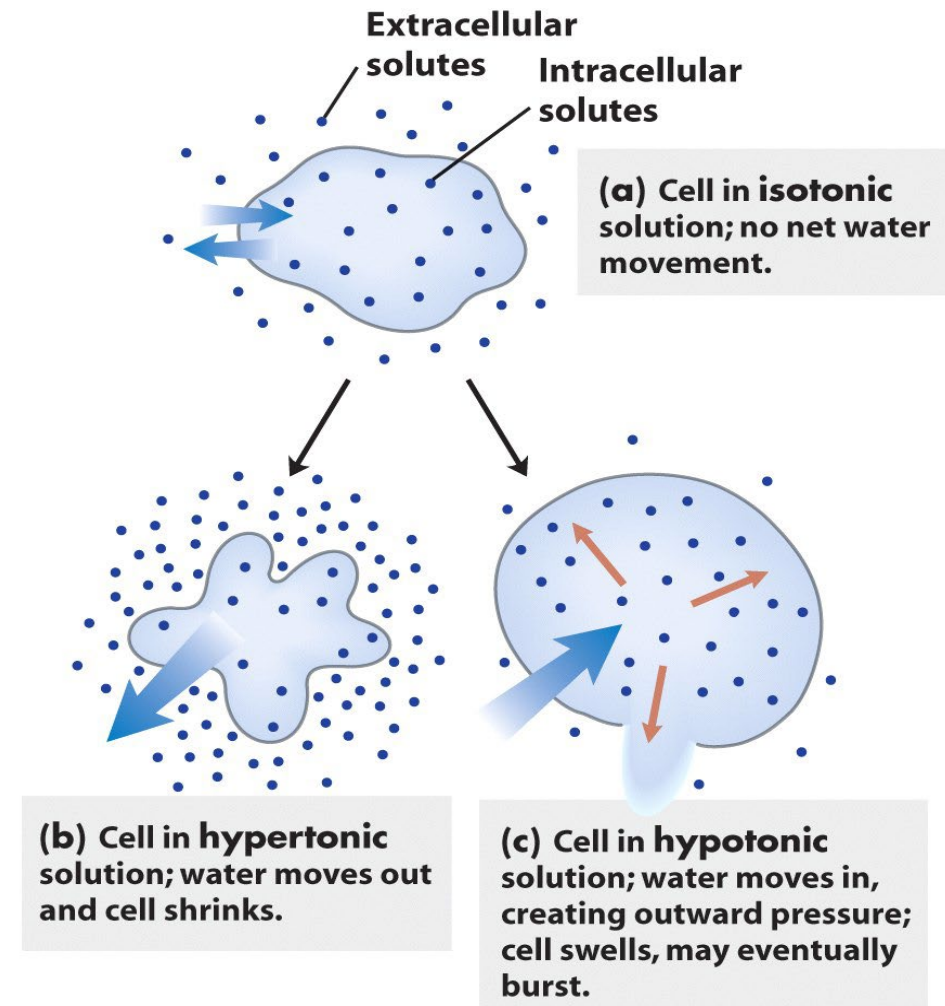 Extracellular
solutes
Intracellular
solutes
(a) Cell in isotonic
solution; no net water
movement.
(b) Cell in hypertonic
solution; water moves out
and cell shrinks.
(c) Cell in hypotonic
solution; water moves in,
creating outward pressure;
cell swells, may eventually
burst.